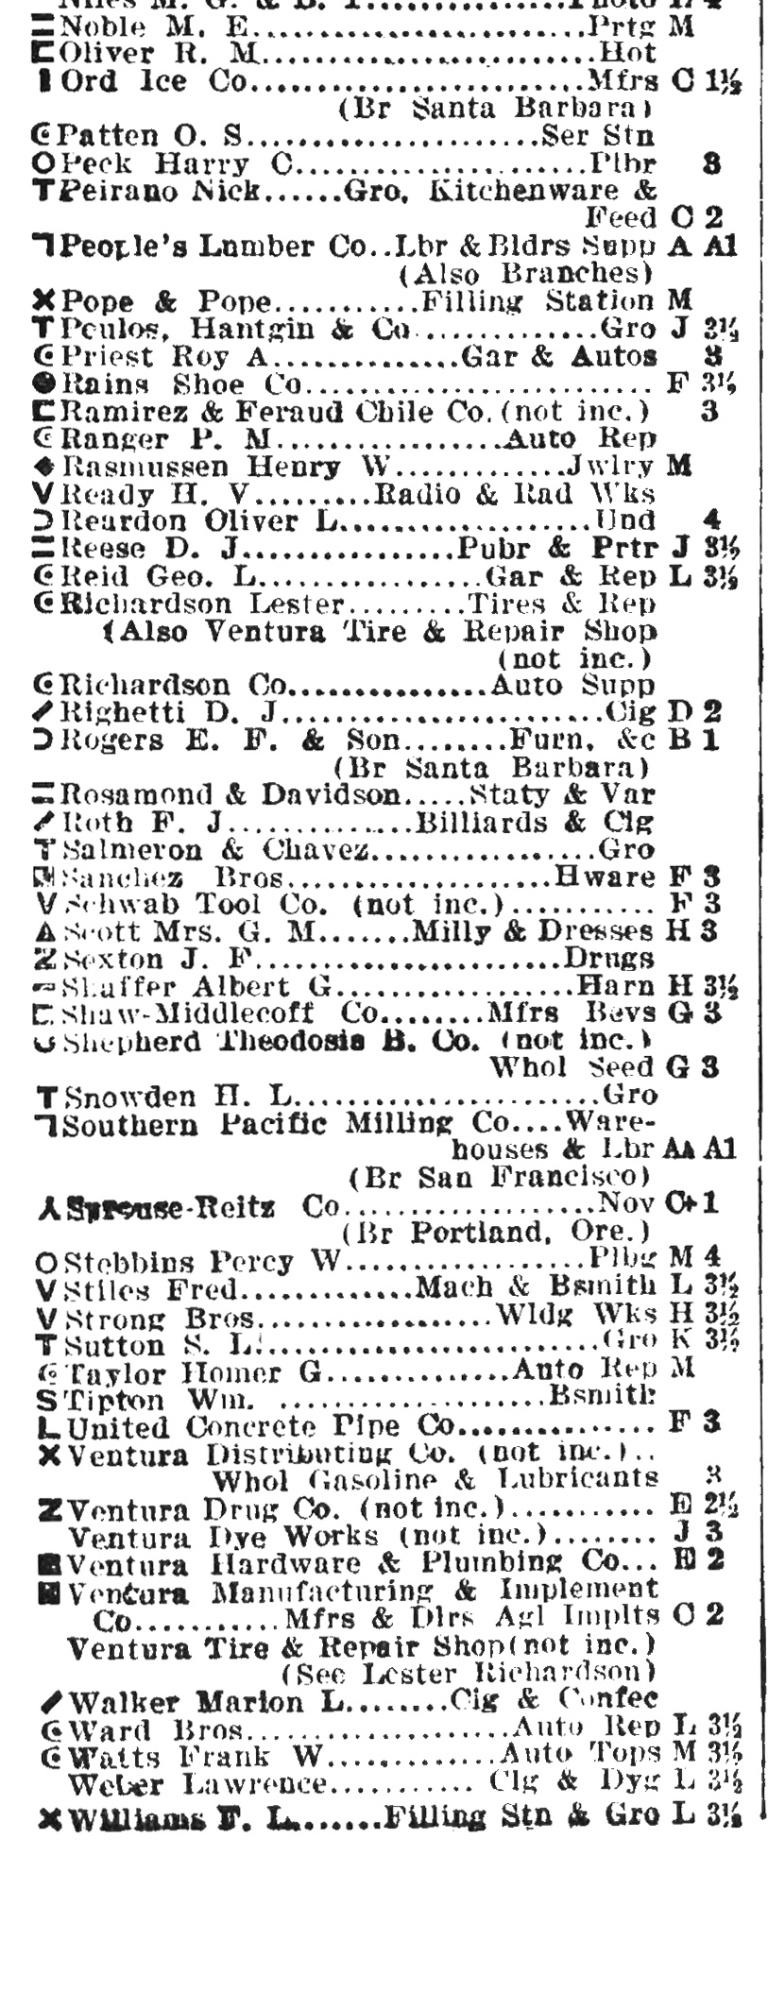 Noble M. E......................Prtg M
Oliver R. M.........................Hot
Ord Ice Co.........................Mfrs C 1½
(Br Santa Barbara)
Patten O. S......................Ser Stn
Peck Harry C......................Plbr 3
Peirano Nick......Gro, Kitchenware &
Feed C 2
People's Lumber Co..Lbr & Bldrs Supp A A1
(Also Branches)
Pope & Pope...........Filling Station M
Poulos, Hantgin & Co..............Gro J 3½
Priest Roy A..............Gar & Autos 3
Rains Shoe Co.......................... F 3½
Ramirez & Feraud Chile Co. (not inc.) 3
Ranger P. M.................Auto Rep
Rasmussen Henry W.............Jwlry M
Ready H. V.........Radio & Rad Wks
Reardon Oliver L...................Und 4
Reese D. J................Pubr & Prtr J 3½
Reid Geo. L.................Gar & Rep L 3½
Richardson Lester.........Tires & Rep
(Also Ventura Tire & Repair Shop
(not inc.)
Richardson Co...............Auto Supp
Righetti D. J........................Cig D 2
Rogers E. F. & Son........Furn, &c B 1
(Br Santa Barbara)
Rosamond & Davidson.....Staty & Var
Roth F. J..............Billiards & Cig
Salmeron & Chavez.................Gro
Sanchez Bros....................Hware F 3
Schwab Tool Co. (not inc.)........... F 3
Scott Mrs. G. M.......Milly & Dresses H 3
Sexton J. F.......................Drugs
Shaffer Albert G..................Harn H 3½
Shaw-Middlecoff Co........Mfrs Bevs G 3
Shepherd Theodosia B. Co. (not inc.)
Whol Seed G 3
Snowden H. L.......................Gro
Southern Pacific Milling Co....Ware-
houses & Lbr Aa A1
(Br San Francisco)
Sprouse-Reitz Co...................Nov C+ 1
(Br Portland, Ore.)
Stebbins Percy W..................Plbg M 4
Stiles Fred.............Mach & Bsmith L 3½
Strong Bros..................Wldg Wks H 3½
Sutton S. L..........................Gro K 3½
Taylor Homer G..............Auto Rep M
Tipton Wm. ....................Bsmith
United Concrete Pipe Co................ F 3
Ventura Distributing Co. (not inc.)..
Whol Gasoline & Lubricants 3
Ventura Drug Co. (not inc.)........... E 2½
Ventura Dye Works (not inc.)........ J 3
Ventura Hardware & Plumbing Co... E 2
Ventura Manufacturing & Implement
Co...........Mfrs & Dlrs Agl Implts C 2
Ventura Tire & Repair Shop (not inc.)
(See Lester Richardson)
Walker Marion L........Cig & Confec
Ward Bros.....................Auto Rep L 3½
Watts Frank W.............Auto Tops M 3½
Weber Lawrence........... Clg & Dyg L 3½
Williams F. L.......Filling Stn & Gro L 3½